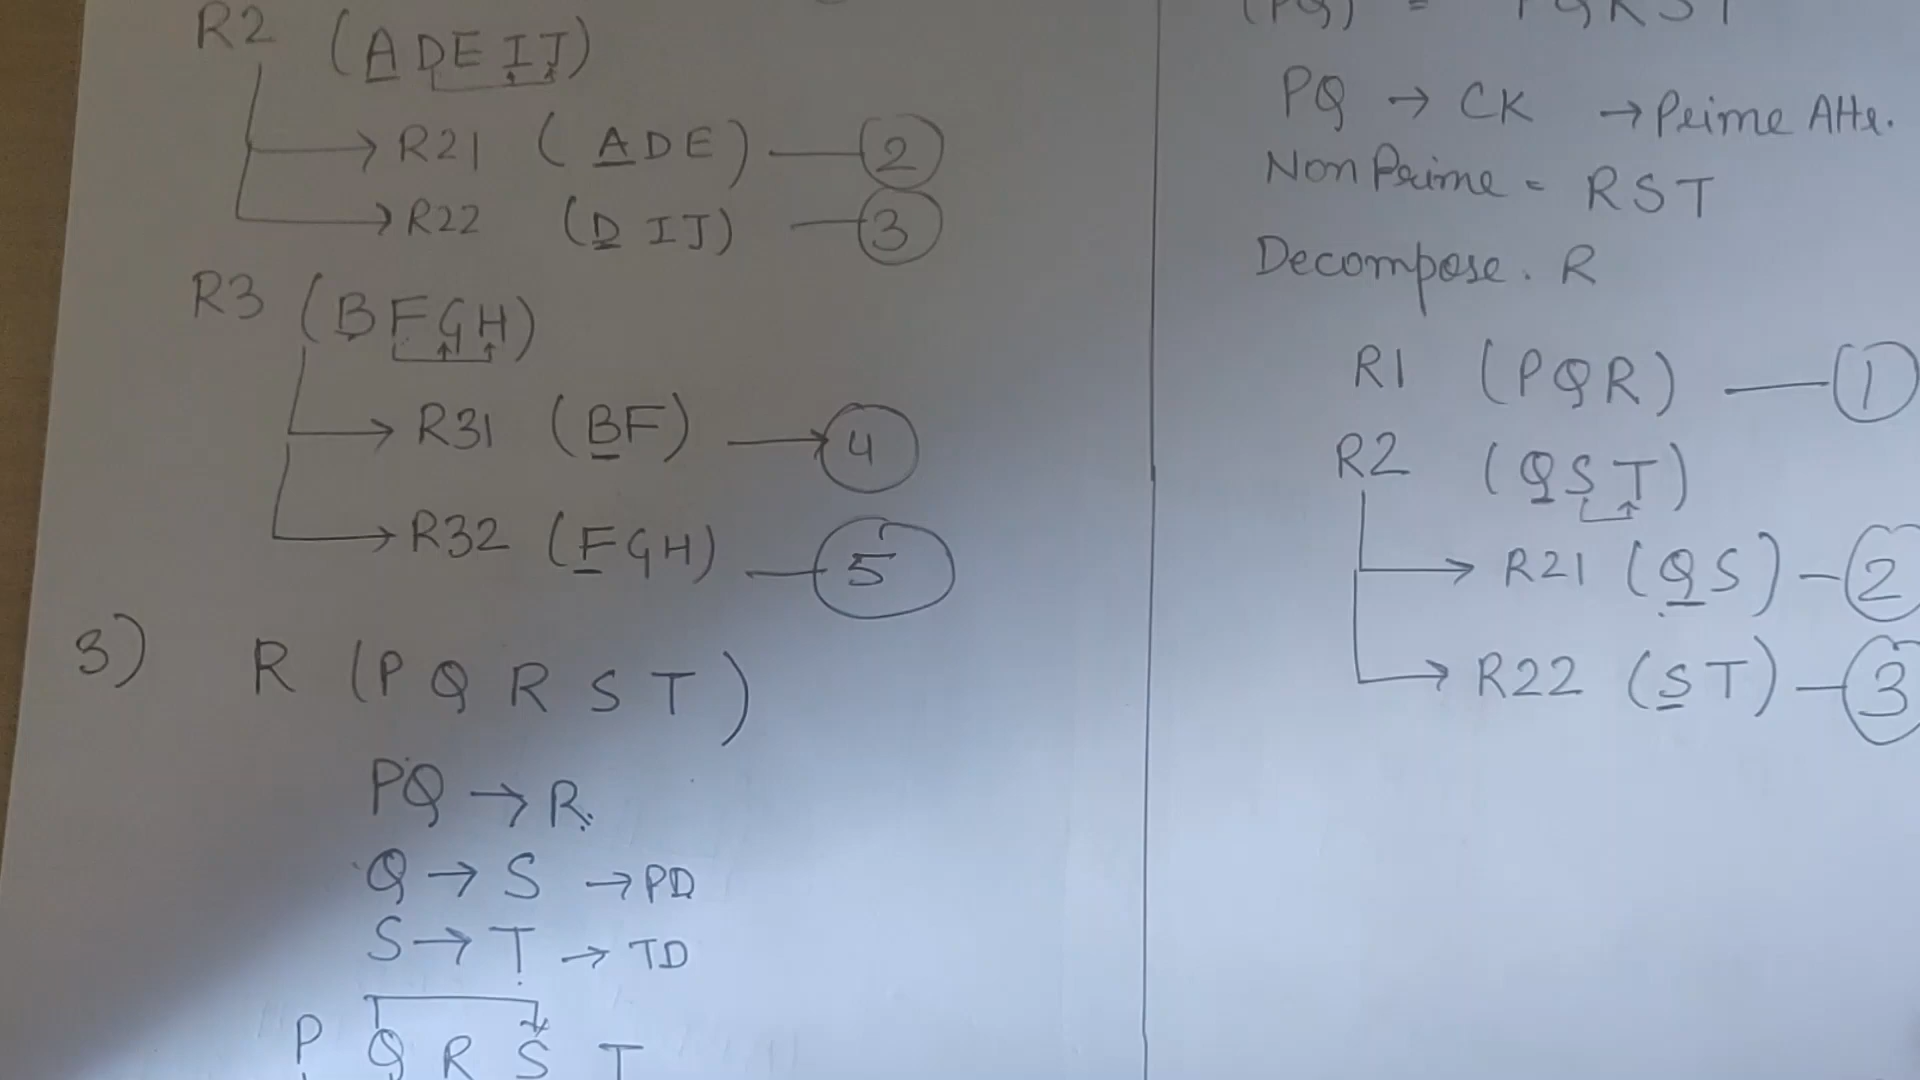 R2 (ADEIJ)
R21 (ADE) 2
R22 (DIJ) 3
R3 (BFGH)
R31 (BF) → 4
R32 (FGH) 5
3) R (PQRST)
PQ → R
Q → S → PD
S → T → TD
P Q R S T
(PQ) = PQRST
PQ → CK → Prime Attr.
Non Prime = RST
Decompose. R
R1 (PQR) — 1
R2 (QST)
→ R21 (QS) — 2
→ R22 (ST) — 3